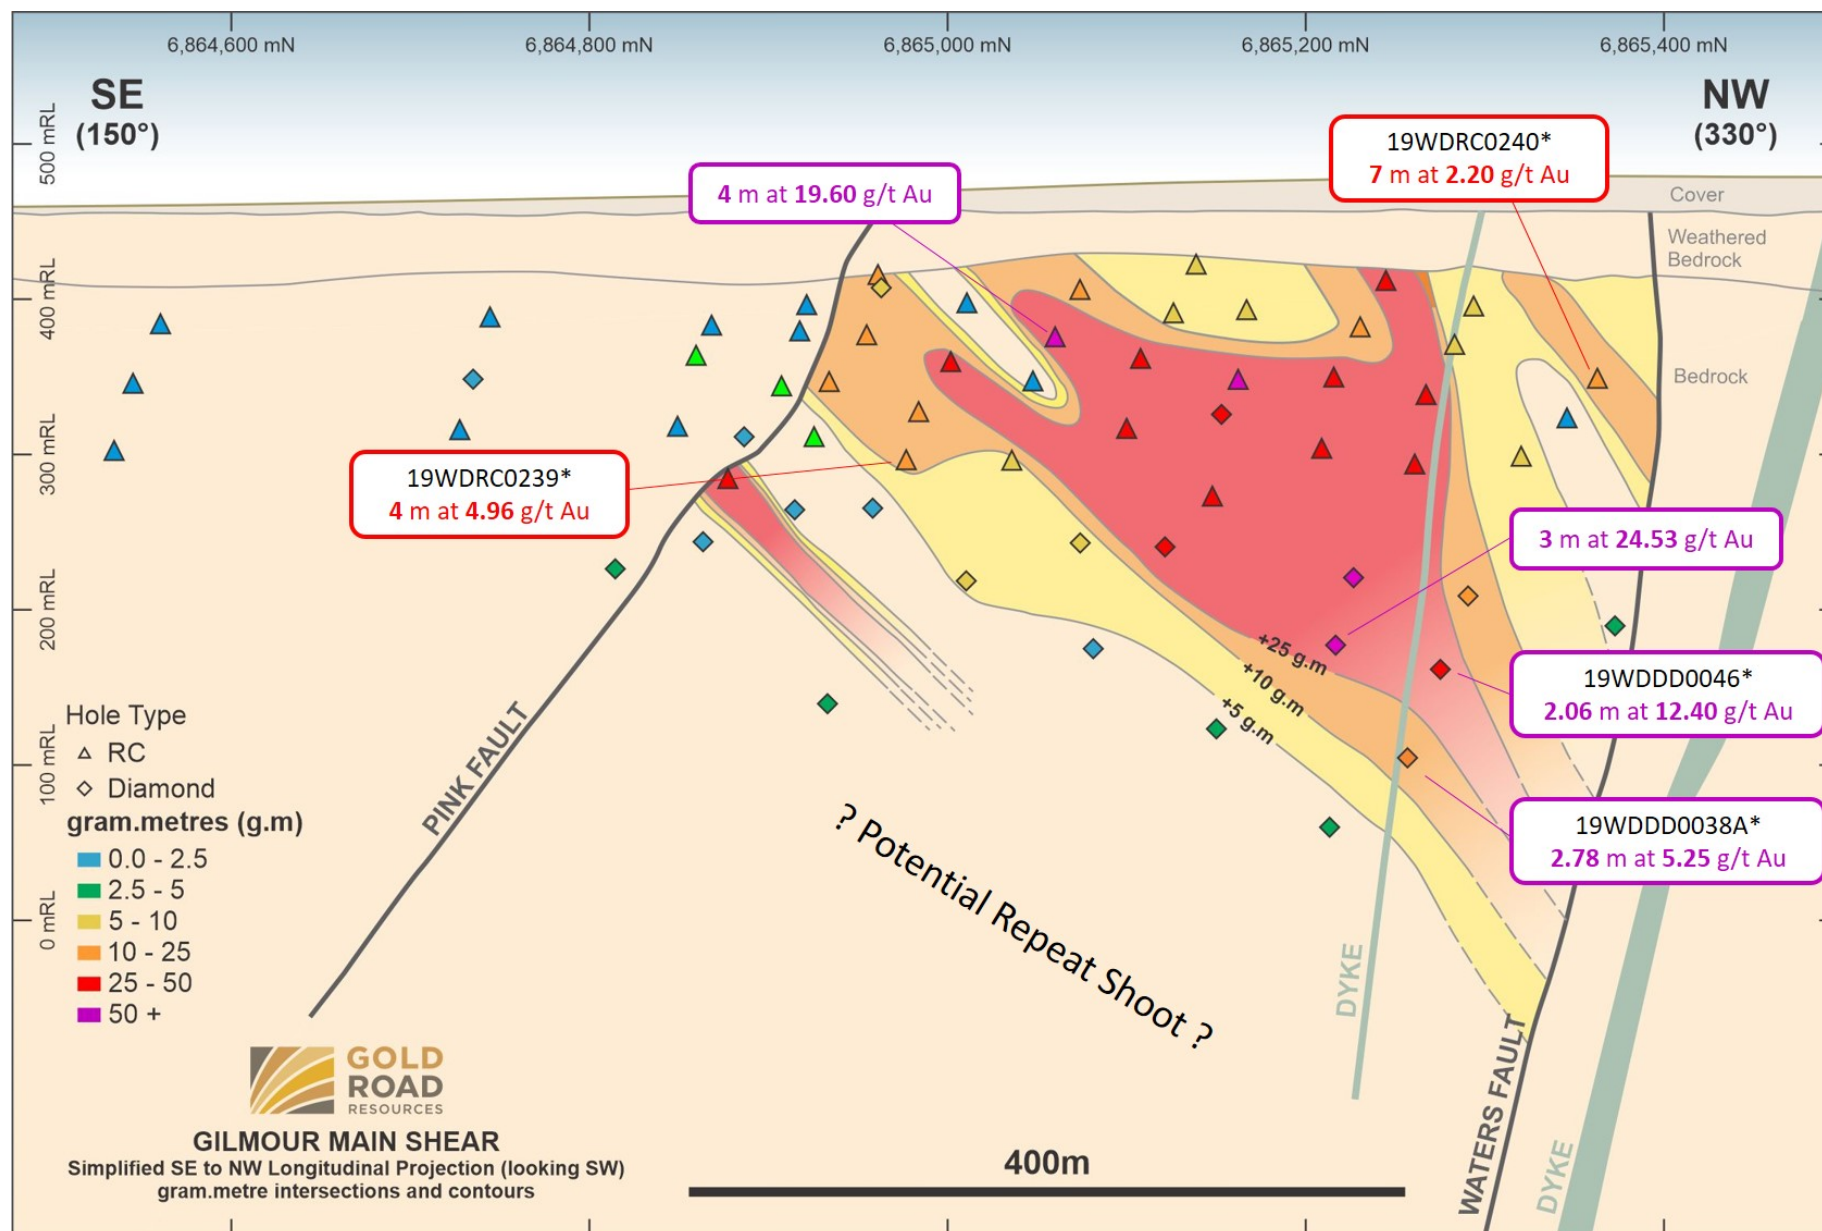 6,864,600 mN
6,864,800 mN
6,865,000 mN
6,865,200 mN
6,865,400 mN
SE
(150°)
NW
(330°)
500 mRL
400 mRL
300 mRL
200 mRL
100 mRL
0 mRL
19WDRC0240*
7 m at 2.20 g/t Au
4 m at 19.60 g/t Au
Cover
Weathered
Bedrock
Bedrock
19WDRC0239*
4 m at 4.96 g/t Au
3 m at 24.53 g/t Au
19WDDD0046*
2.06 m at 12.40 g/t Au
19WDDD0038A*
2.78 m at 5.25 g/t Au
+25 g.m
+10 g.m
+5 g.m
PINK FAULT
? Potential Repeat Shoot ?
DYKE
WATERS FAULT
DYKE
Hole Type
RC
Diamond
gram.metres (g.m)
0.0 - 2.5
2.5 - 5
5 - 10
10 - 25
25 - 50
50 +
GOLD
ROAD
RESOURCES
GILMOUR MAIN SHEAR
Simplified SE to NW Longitudinal Projection (looking SW)
gram.metre intersections and contours
400m